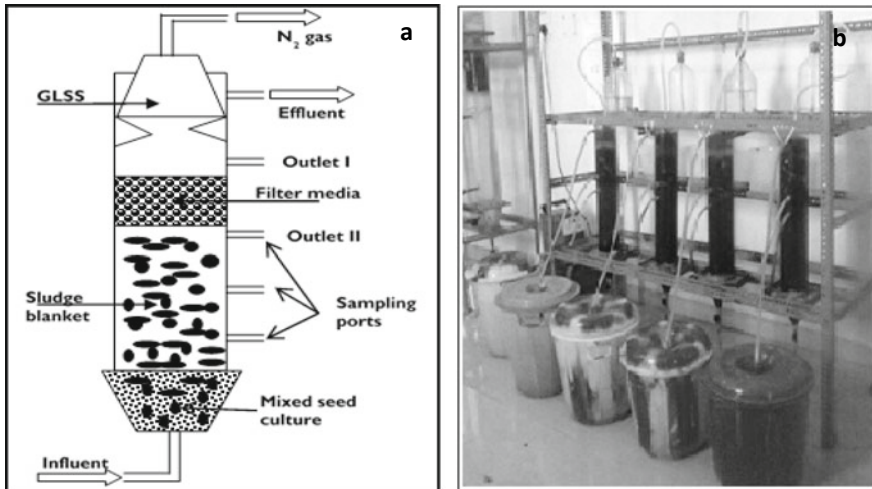 N₂ gas
a
GLSS
Effluent
Outlet I
Filter media
Outlet II
Sludge
blanket
Sampling
ports
Mixed seed
culture
Influent
b